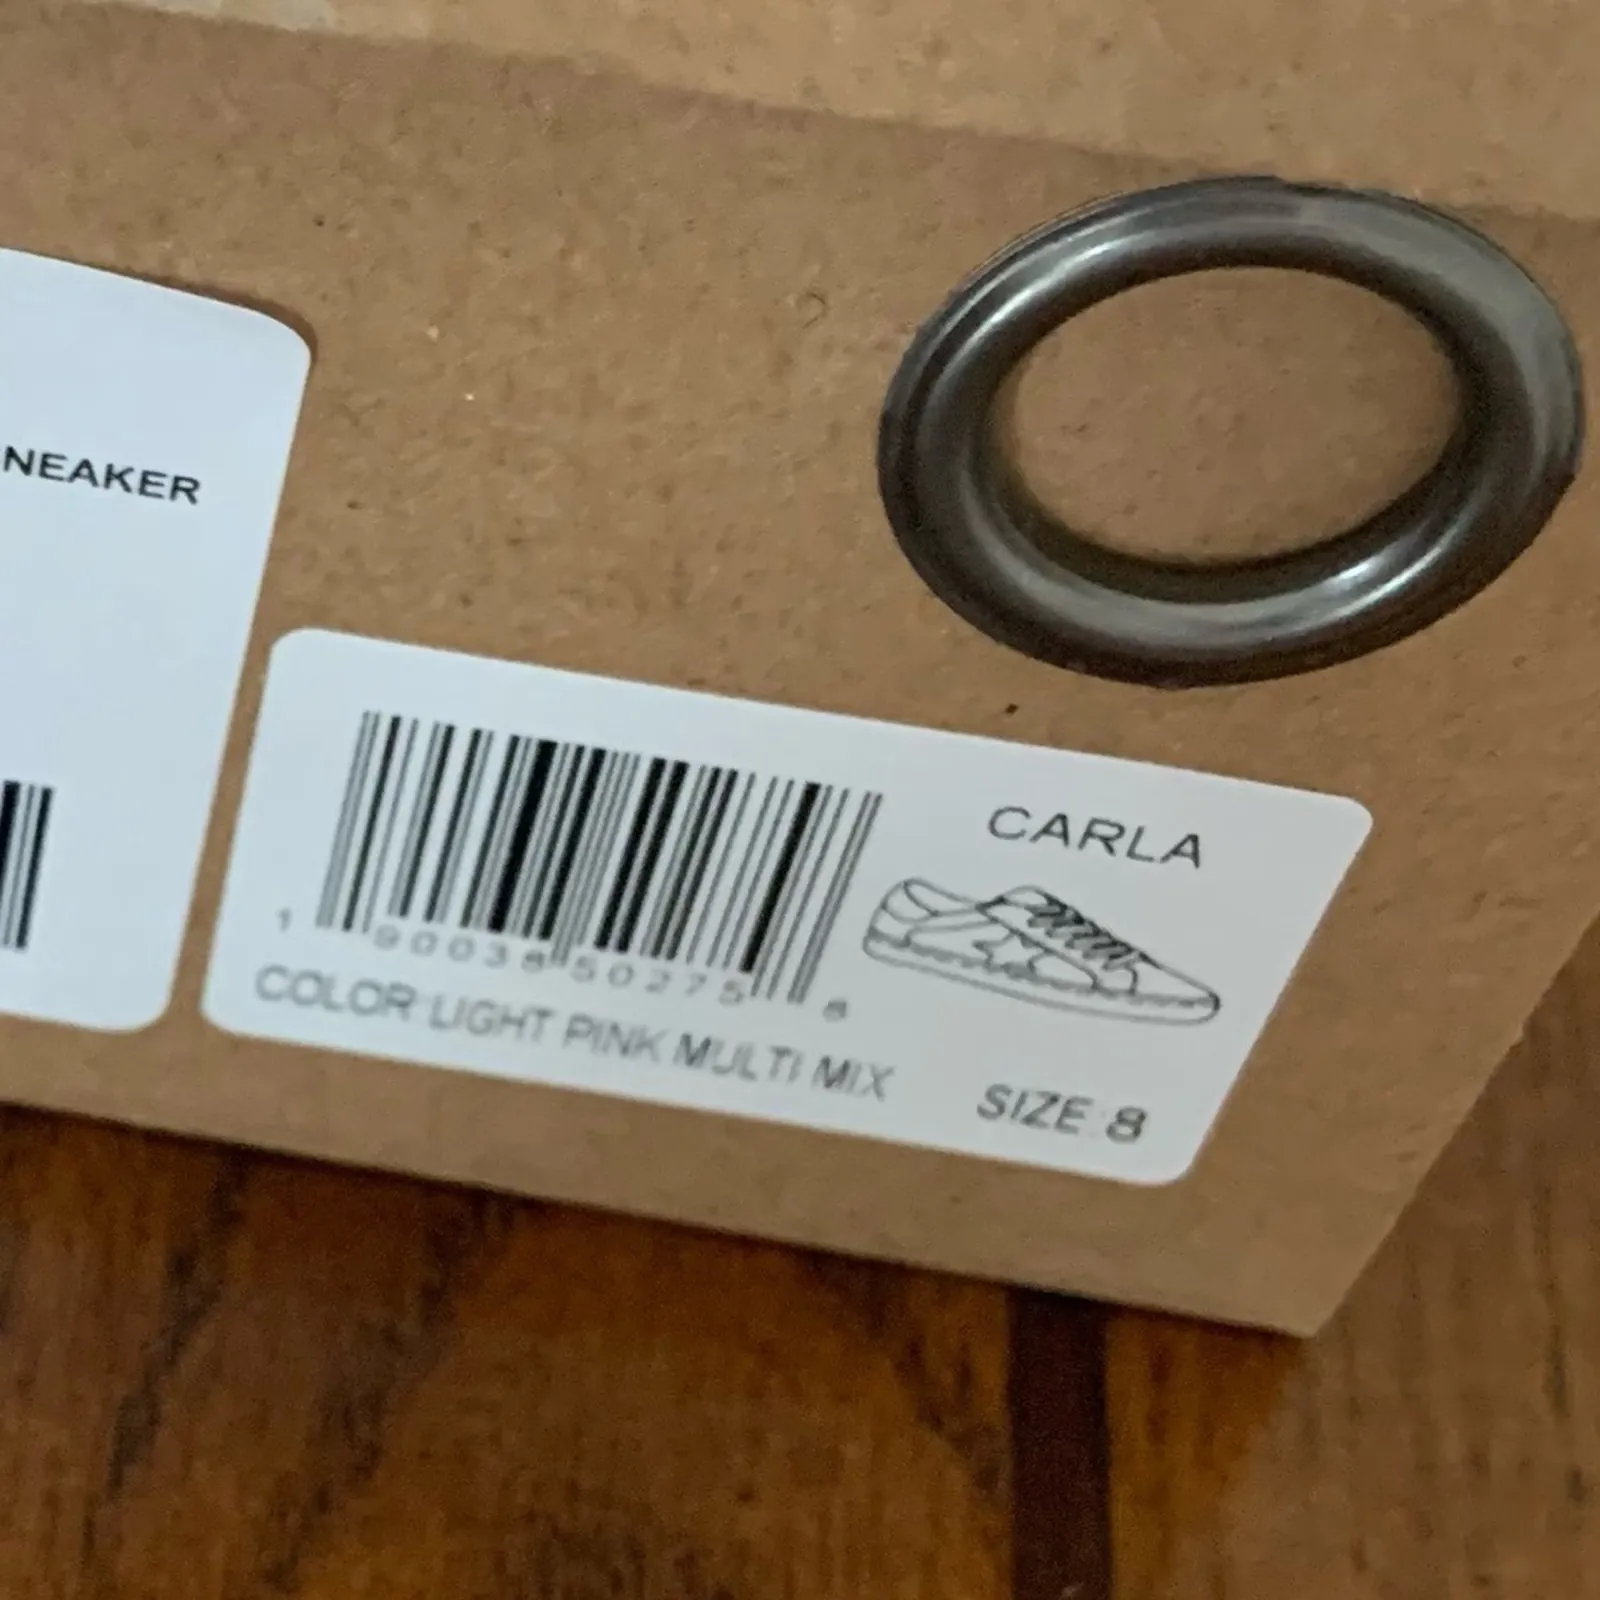 NEAKER
CARLA
1 90038 50275 8
COLOR:LIGHT PINK MULTI MIX
SIZE:8